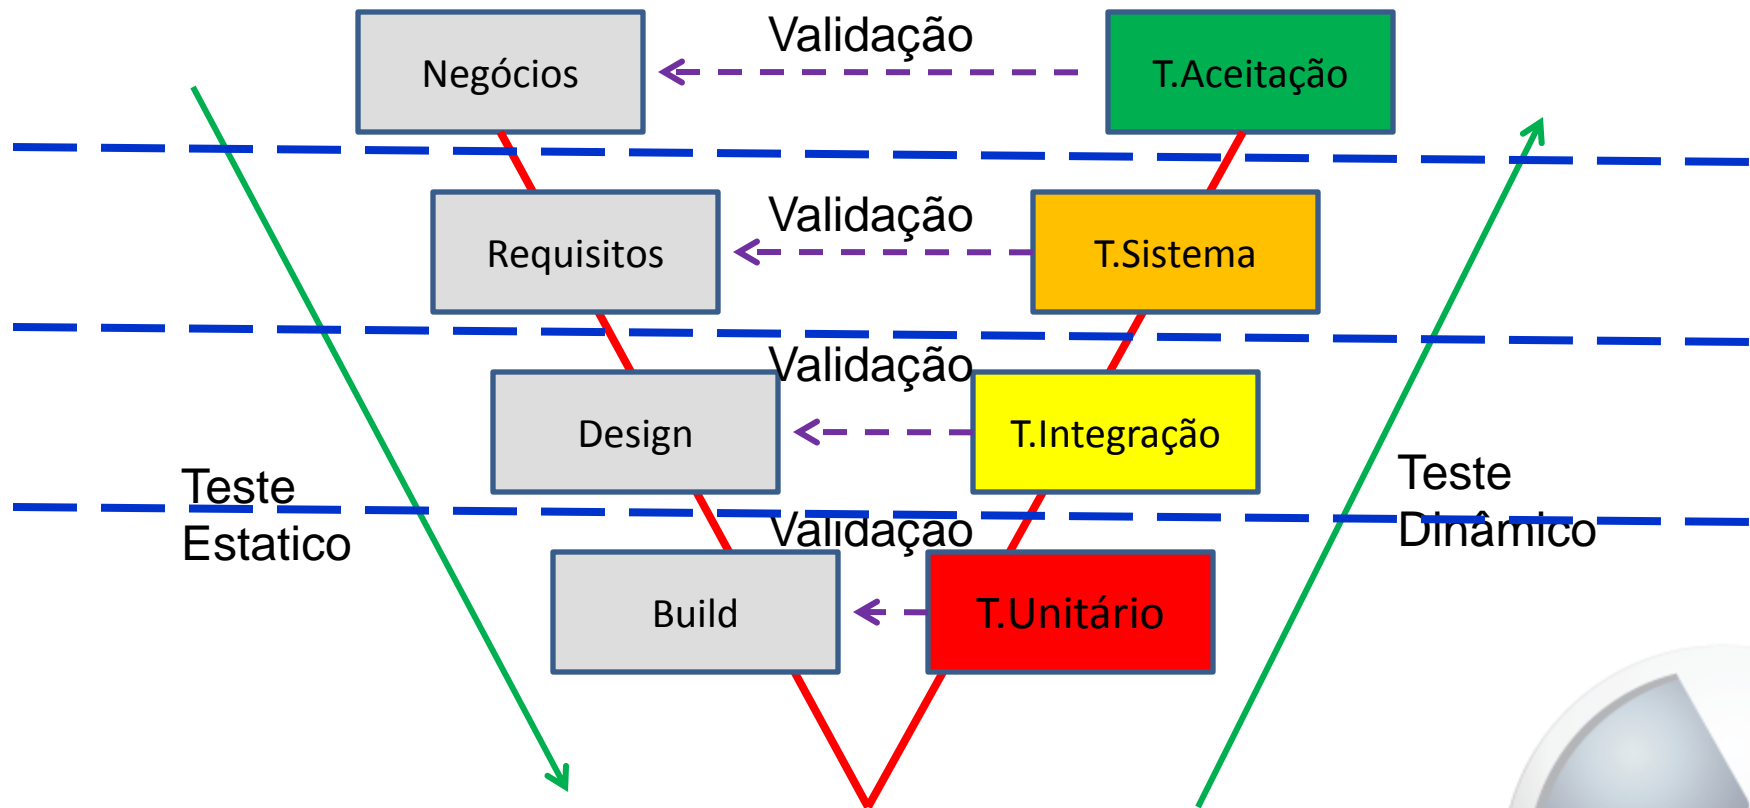 Negócios
Validação
T.Aceitação
Requisitos
Validação
T.Sistema
Design
Validação
T.Integração
Teste
Estatico
Teste
Dinâmico
Build
Validação
T.Unitário